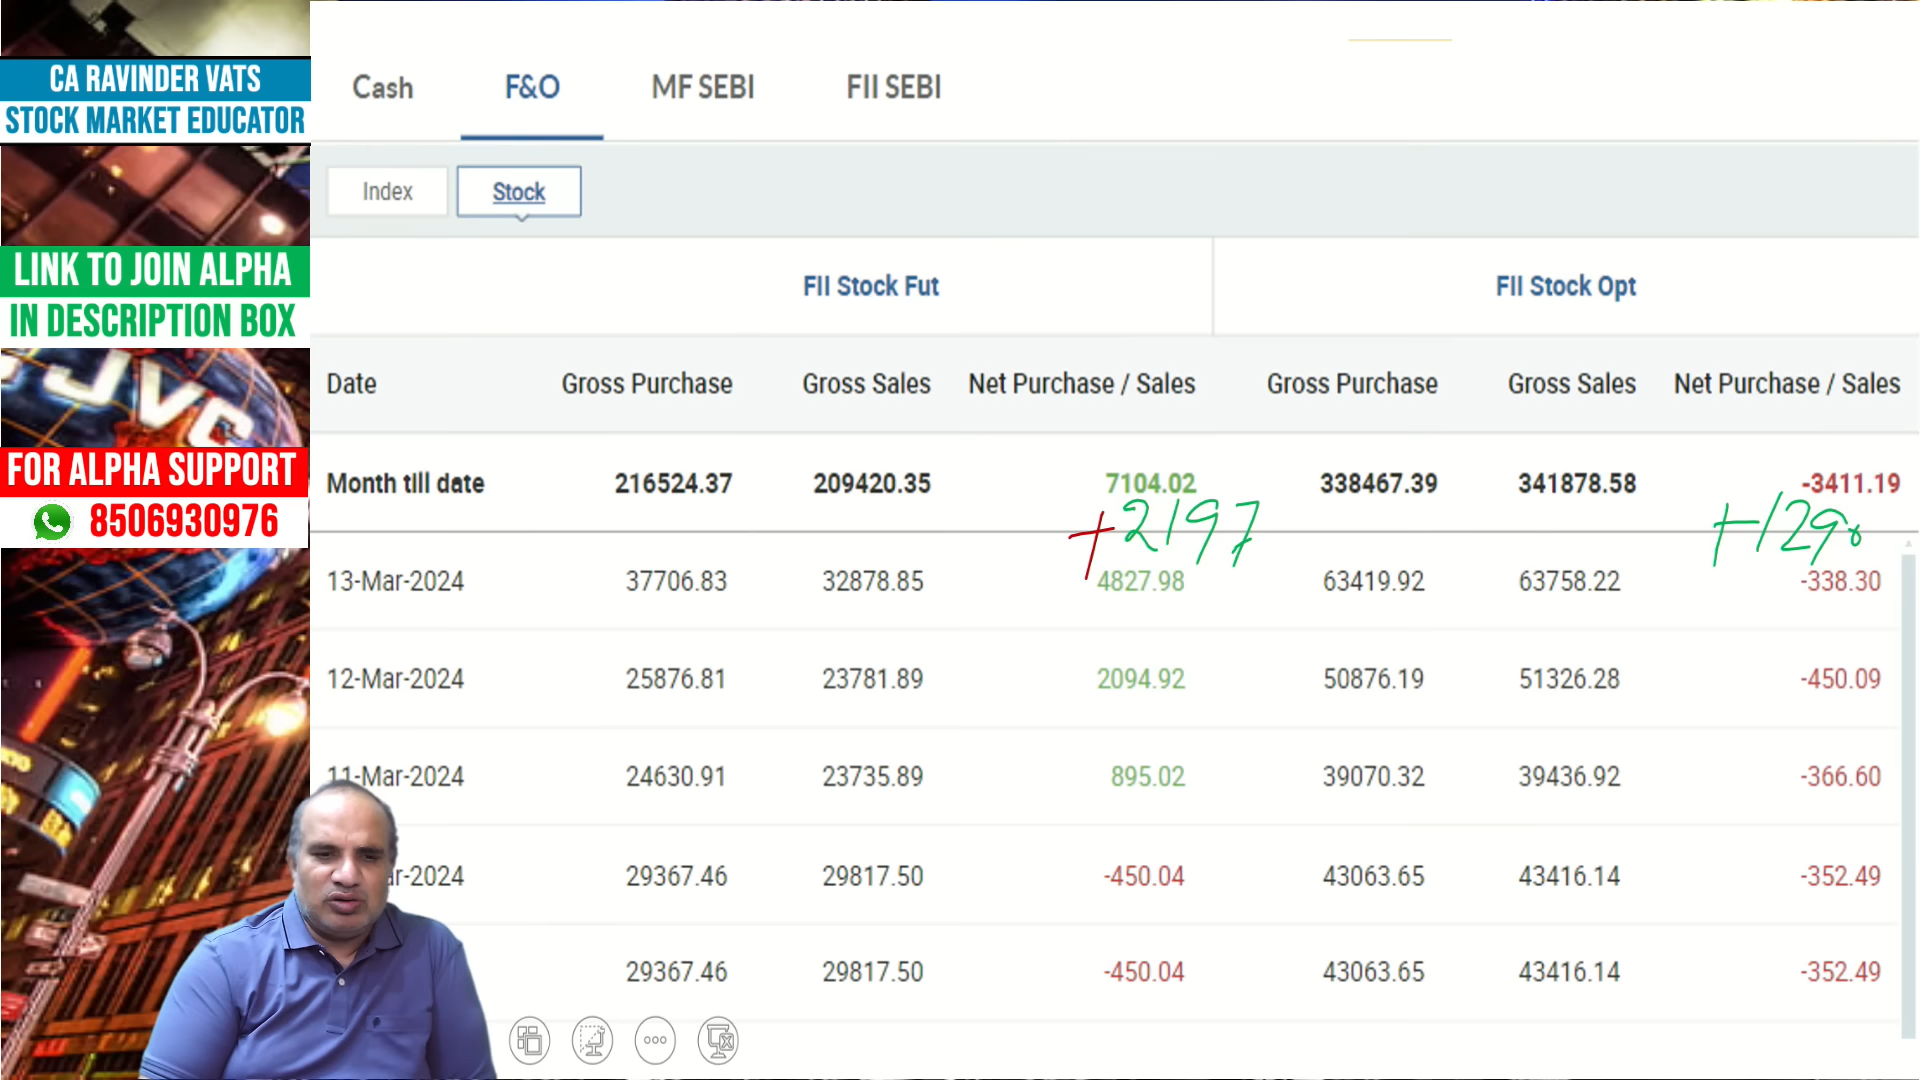 CA RAVINDER VATS
STOCK MARKET EDUCATOR
LINK TO JOIN ALPHA
IN DESCRIPTION BOX
JVC
FOR ALPHA SUPPORT
8506930976
Cash F&O MF SEBI FII SEBI
Index Stock
FII Stock Fut FII Stock Opt
Date Gross Purchase Gross Sales Net Purchase / Sales Gross Purchase Gross Sales Net Purchase / Sales
Month till date 216524.37 209420.35 7104.02 338467.39 341878.58 -3411.19
+2197
13-Mar-2024 37706.83 32878.85 4827.98 63419.92 63758.22 -338.30
12-Mar-2024 25876.81 23781.89 2094.92 50876.19 51326.28 -450.09
11-Mar-2024 24630.91 23735.89 895.02 39070.32 39436.92 -366.60
ar-2024 29367.46 29817.50 -450.04 43063.65 43416.14 -352.49
29367.46 29817.50 -450.04 43063.65 43416.14 -352.49